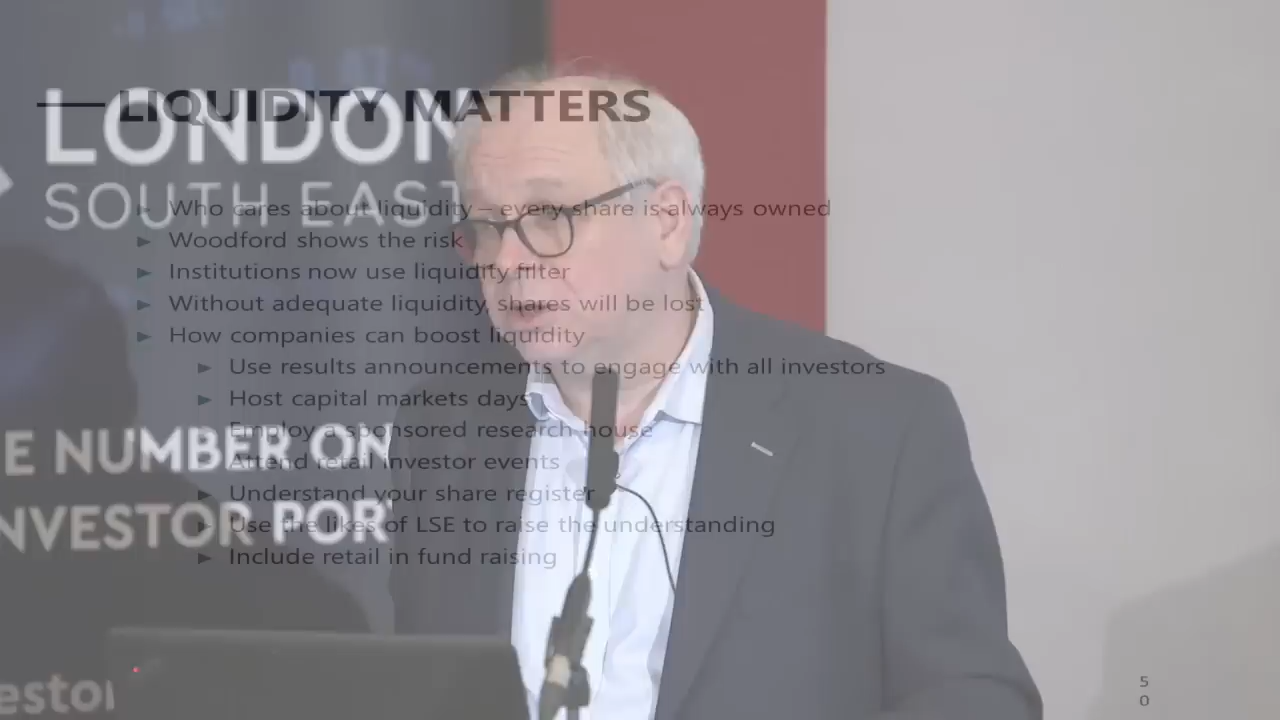 LIQUIDITY MATTERS
LONDON
SOUTH EAST
Who cares about liquidity – every share is always owned
Woodford shows the risk
Institutions now use liquidity filter
Without adequate liquidity, shares will be lost
How companies can boost liquidity
Use results announcements to engage with all investors
Host capital markets days
Employ a sponsored research house
Attend retail investor events
Understand your share register
Use the likes of LSE to raise the understanding
Include retail in fund raising
E NUMBER ON
NVESTOR POR
estor
5
0